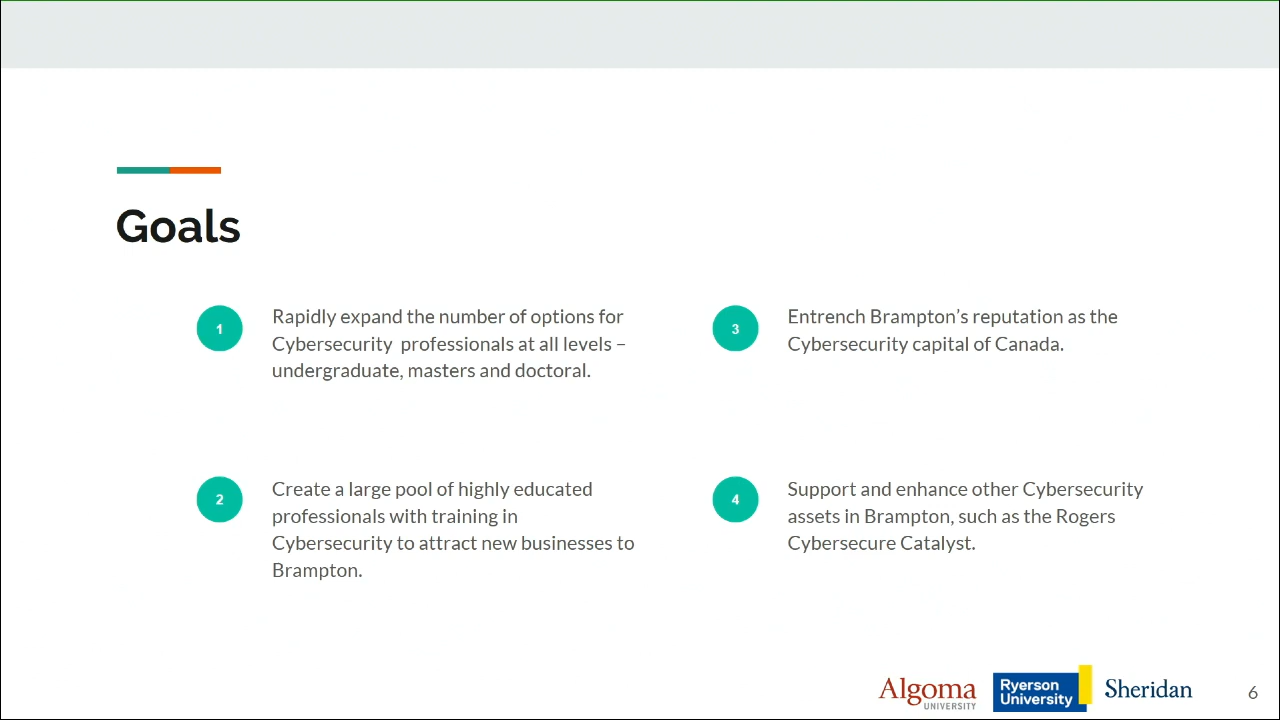 Goals
1
Rapidly expand the number of options for
Cybersecurity professionals at all levels –
undergraduate, masters and doctoral.
2
Create a large pool of highly educated
professionals with training in
Cybersecurity to attract new businesses to
Brampton.
3
Entrench Brampton’s reputation as the
Cybersecurity capital of Canada.
4
Support and enhance other Cybersecurity
assets in Brampton, such as the Rogers
Cybersecure Catalyst.
Algoma
UNIVERSITY
Ryerson
University
Sheridan
6